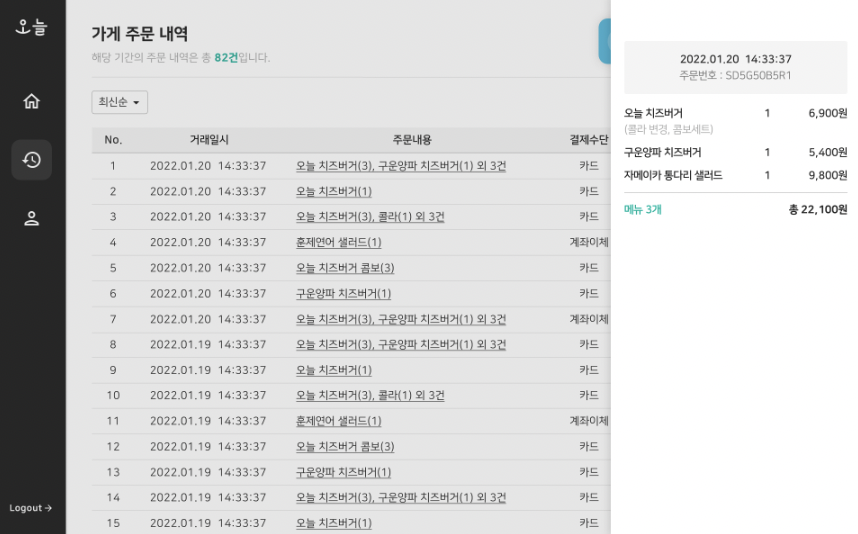 오늘
가게 주문 내역
해당 기간의 주문 내역은 총 82건입니다.
최신순
No. 거래일시 주문내용 결제수단
1 2022.01.20 14:33:37 오늘 치즈버거(3), 구운양파 치즈버거(1) 외 3건 카드
2 2022.01.20 14:33:37 오늘 치즈버거(1) 카드
3 2022.01.20 14:33:37 오늘 치즈버거(3), 콜라(1) 외 3건 카드
4 2022.01.20 14:33:37 훈제연어 샐러드(1) 계좌이체
5 2022.01.20 14:33:37 오늘 치즈버거 콤보(3) 카드
6 2022.01.20 14:33:37 구운양파 치즈버거(1) 카드
7 2022.01.20 14:33:37 오늘 치즈버거(3), 구운양파 치즈버거(1) 외 3건 계좌이체
8 2022.01.19 14:33:37 오늘 치즈버거(3), 구운양파 치즈버거(1) 외 3건 카드
9 2022.01.19 14:33:37 오늘 치즈버거(1) 카드
10 2022.01.19 14:33:37 오늘 치즈버거(3), 콜라(1) 외 3건 카드
11 2022.01.19 14:33:37 훈제연어 샐러드(1) 계좌이체
12 2022.01.19 14:33:37 오늘 치즈버거 콤보(3) 카드
13 2022.01.19 14:33:37 구운양파 치즈버거(1) 카드
14 2022.01.19 14:33:37 오늘 치즈버거(3), 구운양파 치즈버거(1) 외 3건 카드
15 2022.01.19 14:33:37 오늘 치즈버거(1) 카드
Logout →
2022.01.20 14:33:37
주문번호 : SD5G50B5R1
오늘 치즈버거 1 6,900원
(콜라 변경, 콤보세트)
구운양파 치즈버거 1 5,400원
자메이카 통다리 샐러드 1 9,800원
메뉴 3개 총 22,100원